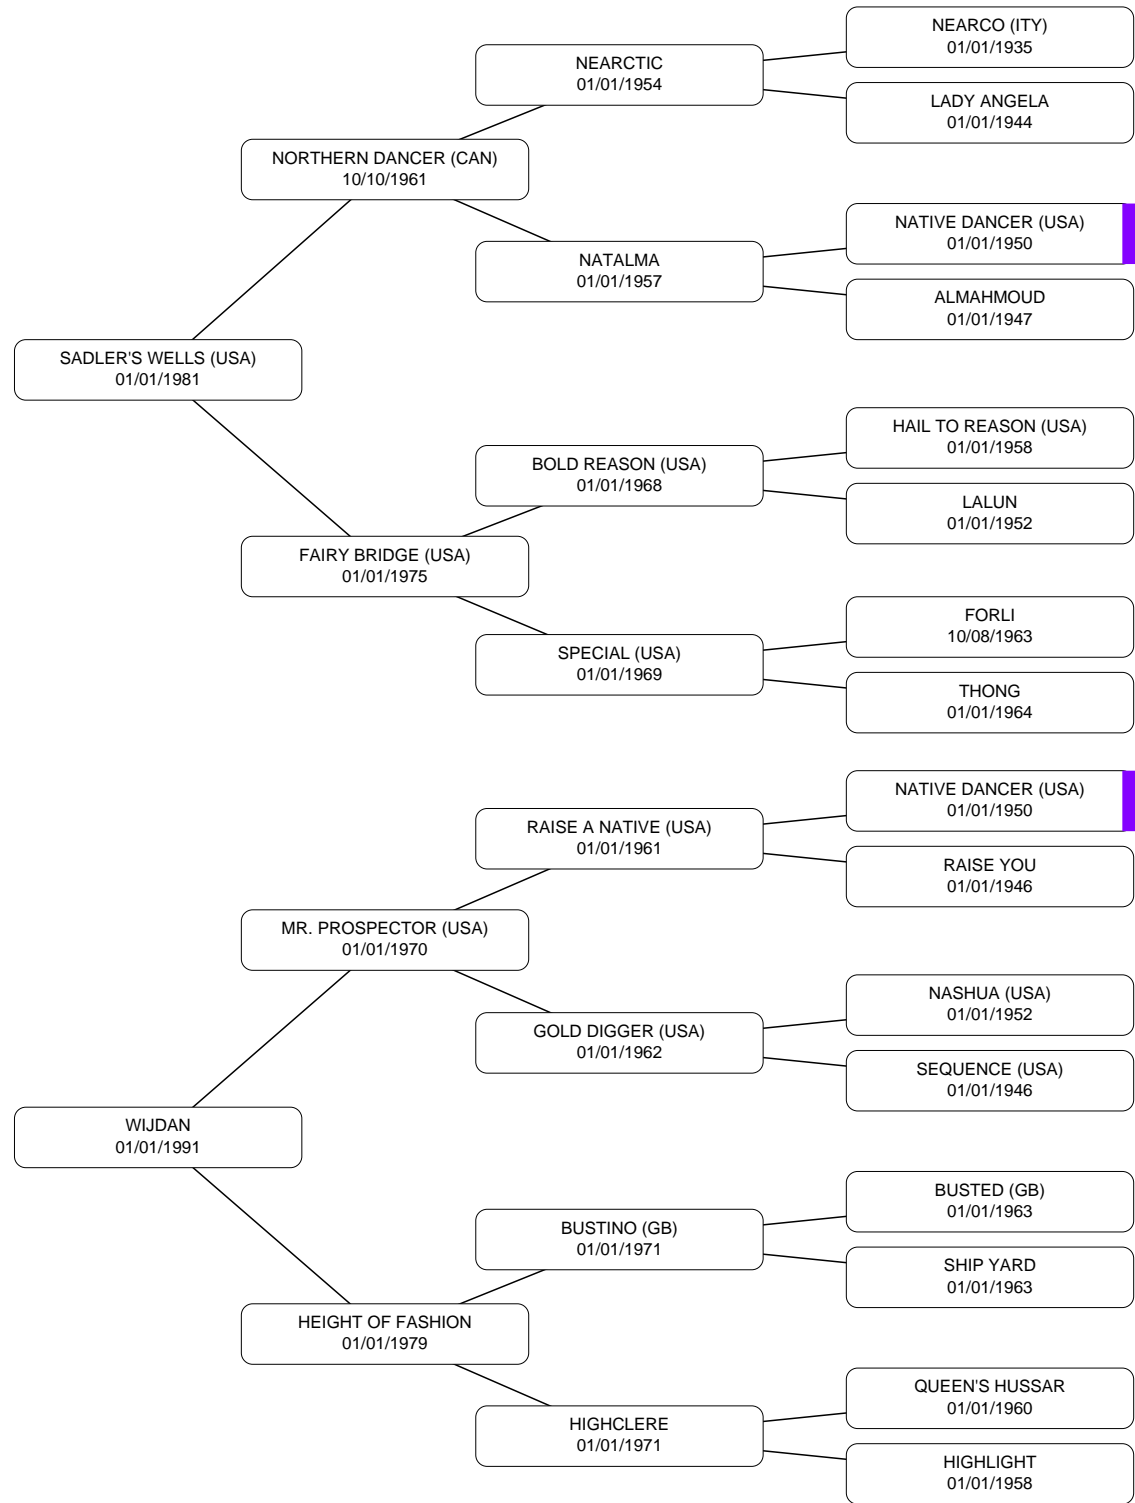 NEARCO (ITY)
01/01/1935
NEARCTIC
01/01/1954
LADY ANGELA
01/01/1944
NORTHERN DANCER (CAN)
10/10/1961
NATIVE DANCER (USA)
01/01/1950
NATALMA
01/01/1957
ALMAHMOUD
01/01/1947
SADLER'S WELLS (USA)
01/01/1981
HAIL TO REASON (USA)
01/01/1958
BOLD REASON (USA)
01/01/1968
LALUN
01/01/1952
FAIRY BRIDGE (USA)
01/01/1975
FORLI
10/08/1963
SPECIAL (USA)
01/01/1969
THONG
01/01/1964
NATIVE DANCER (USA)
01/01/1950
RAISE A NATIVE (USA)
01/01/1961
RAISE YOU
01/01/1946
MR. PROSPECTOR (USA)
01/01/1970
NASHUA (USA)
01/01/1952
GOLD DIGGER (USA)
01/01/1962
SEQUENCE (USA)
01/01/1946
WIJDAN
01/01/1991
BUSTED (GB)
01/01/1963
BUSTINO (GB)
01/01/1971
SHIP YARD
01/01/1963
HEIGHT OF FASHION
01/01/1979
QUEEN'S HUSSAR
01/01/1960
HIGHCLERE
01/01/1971
HIGHLIGHT
01/01/1958